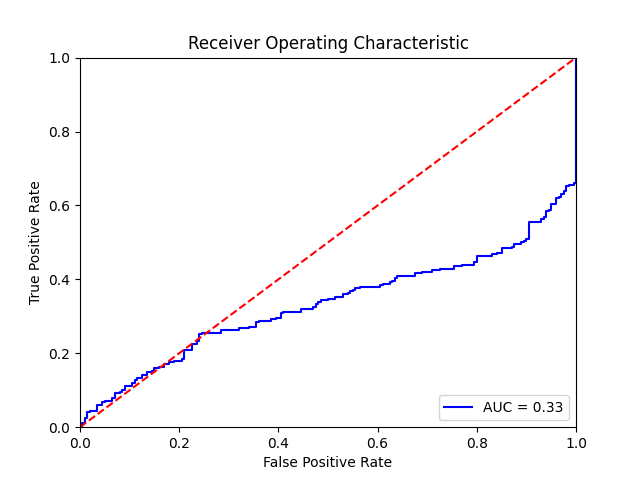 Receiver Operating Characteristic
True Positive Rate
1.0
0.8
0.6
0.4
0.2
0.0
AUC = 0.33
0.0 0.2 0.4 0.6 0.8 1.0
False Positive Rate